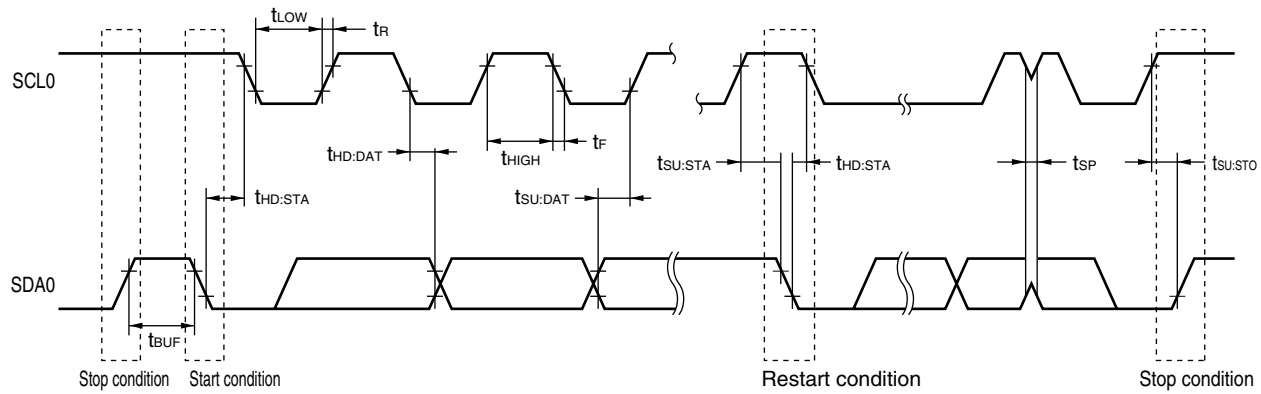 tLOW
tR
SCL0
tHD:DAT
tHIGH
tF
tSU:STA
tHD:STA
tSP
tSU:STO
tHD:STA
tSU:DAT
SDA0
tBUF
Stop condition
Start condition
Restart condition
Stop condition